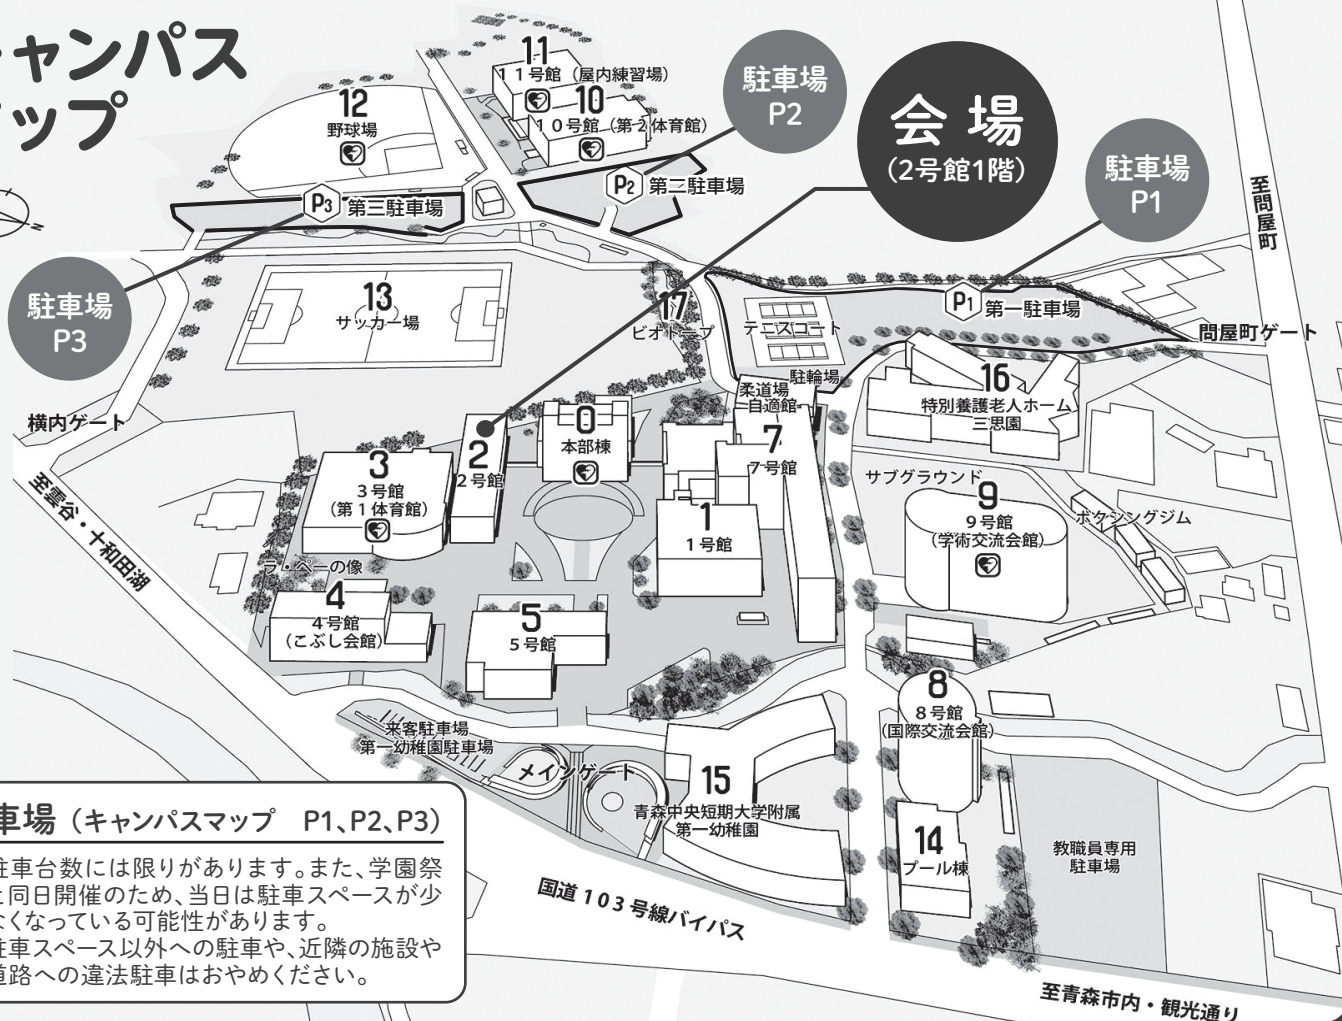 キャンパス
マップ
11
11号館（屋内練習場）
10
10号館（第2体育館）
12
野球場
駐車場
P2
会場
(2号館1階)
駐車場
P1
至問屋町
P2 第二駐車場
P3 第三駐車場
N
駐車場
P3
13
サッカー場
17
ビオトープ
テニスコート
P1 第一駐車場
問屋町ゲート
駐輪場
柔道場
自適館
16
特別養護老人ホーム
三思園
横内ゲート
至雲谷・十和田湖
0
本部棟
2
2号館
3
3号館
(第1体育館)
7
7号館
1
1号館
サブグラウンド
9
9号館
(学術交流会館)
ボクシングジム
ラ・ペーの像
4
4号館
(こぶし会館)
5
5号館
8
8号館
(国際交流会館)
来客駐車場
第一幼稚園駐車場
メインゲート
15
青森中央短期大学附属
第一幼稚園
14
プール棟
教職員専用
駐車場
国道103号線バイパス
至青森市内・観光通り
車場（キャンパスマップ P1、P2、P3）
駐車台数には限りがあります。また、学園祭
と同日開催のため、当日は駐車スペースが少
なくなっている可能性があります。
駐車スペース以外への駐車や、近隣の施設や
道路への違法駐車はおやめください。